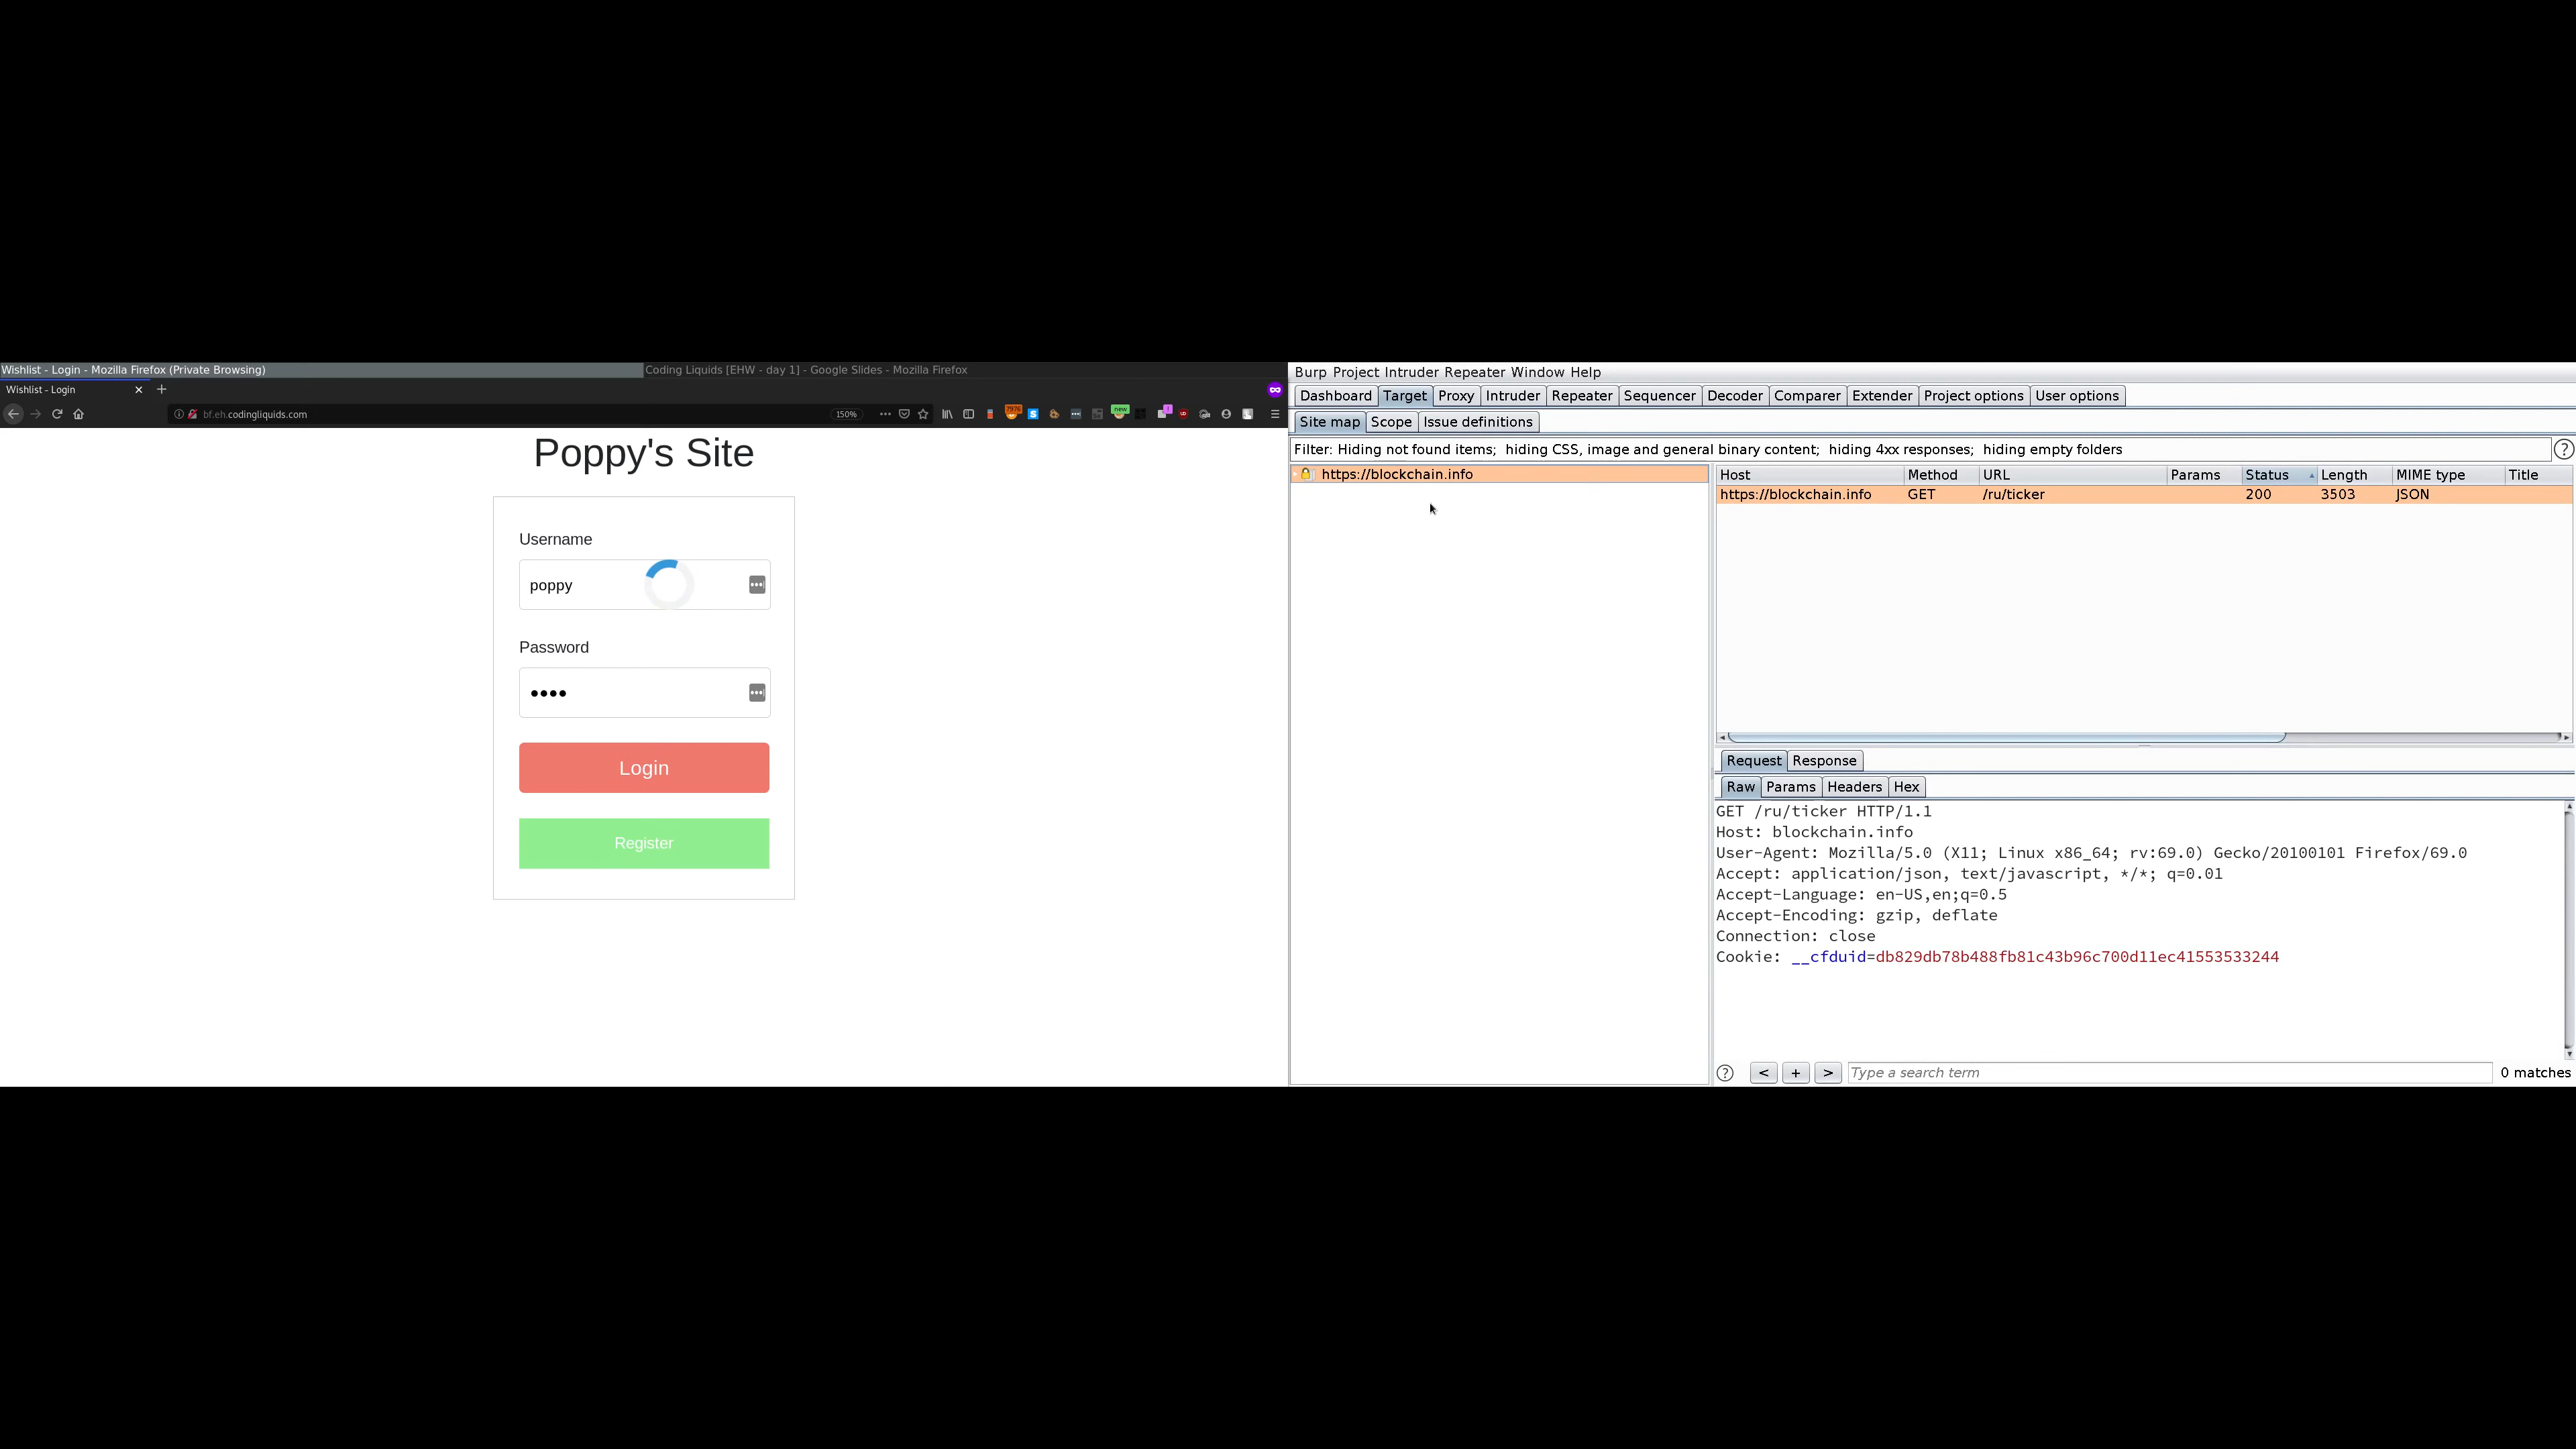 Wishlist - Login - Mozilla Firefox (Private Browsing)
Coding Liquids [EHW - day 1] - Google Slides - Mozilla Firefox
Wishlist - Login
bf.eh.codingliquids.com
150%
new
Poppy's Site
Username
poppy
Password
Login
Register
Burp Project Intruder Repeater Window Help
Dashboard Target Proxy Intruder Repeater Sequencer Decoder Comparer Extender Project options User options
Site map Scope Issue definitions
Filter: Hiding not found items; hiding CSS, image and general binary content; hiding 4xx responses; hiding empty folders
https://blockchain.info
Host Method URL Params Status Length MIME type Title
https://blockchain.info GET /ru/ticker 200 3503 JSON
Request Response
Raw Params Headers Hex
GET /ru/ticker HTTP/1.1
Host: blockchain.info
User-Agent: Mozilla/5.0 (X11; Linux x86_64; rv:69.0) Gecko/20100101 Firefox/69.0
Accept: application/json, text/javascript, */*; q=0.01
Accept-Language: en-US,en;q=0.5
Accept-Encoding: gzip, deflate
Connection: close
Cookie: __cfduid=db829db78b488fb81c43b96c700d11ec41553533244
< + > Type a search term 0 matches